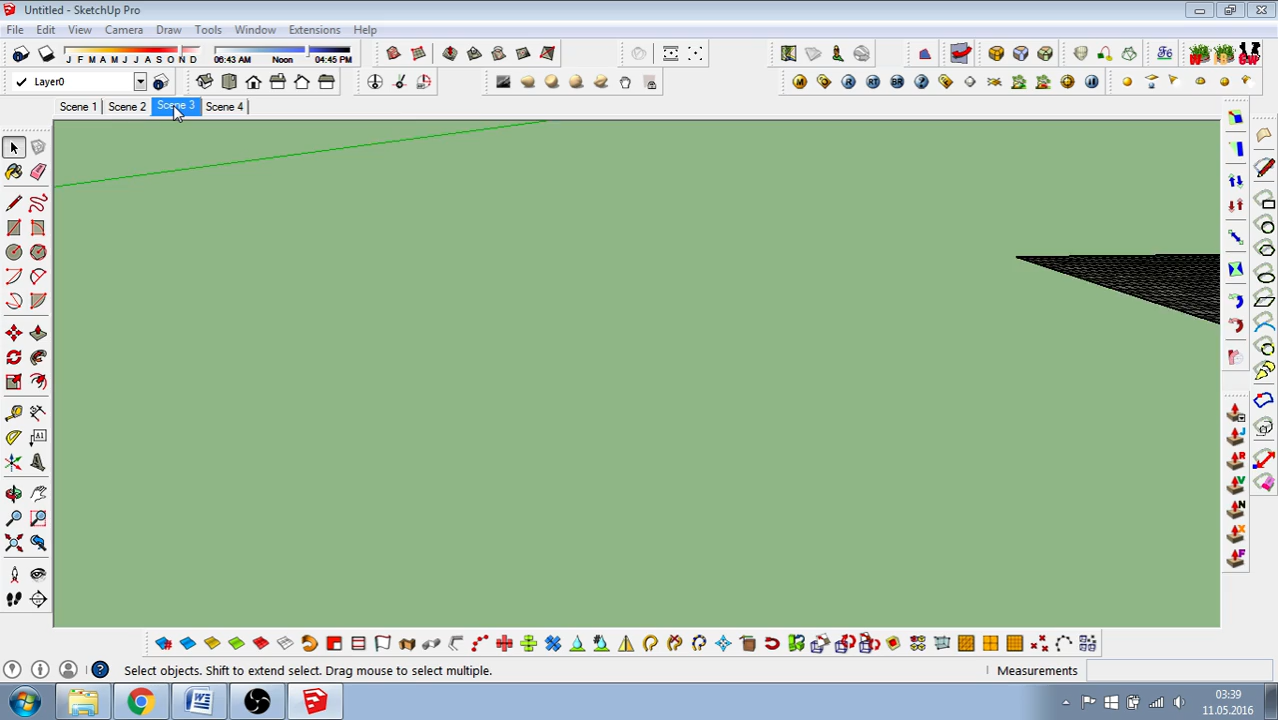 Untitled - SketchUp Pro
File Edit View Camera Draw Tools Window Extensions Help
J F M A M J J A S O N D 06:43 AM Noon 04:45 PM
Layer0
Scene 1 Scene 2 Scene 3 Scene 4
Select objects. Shift to extend select. Drag mouse to select multiple.
Measurements
03:39
11.05.2016